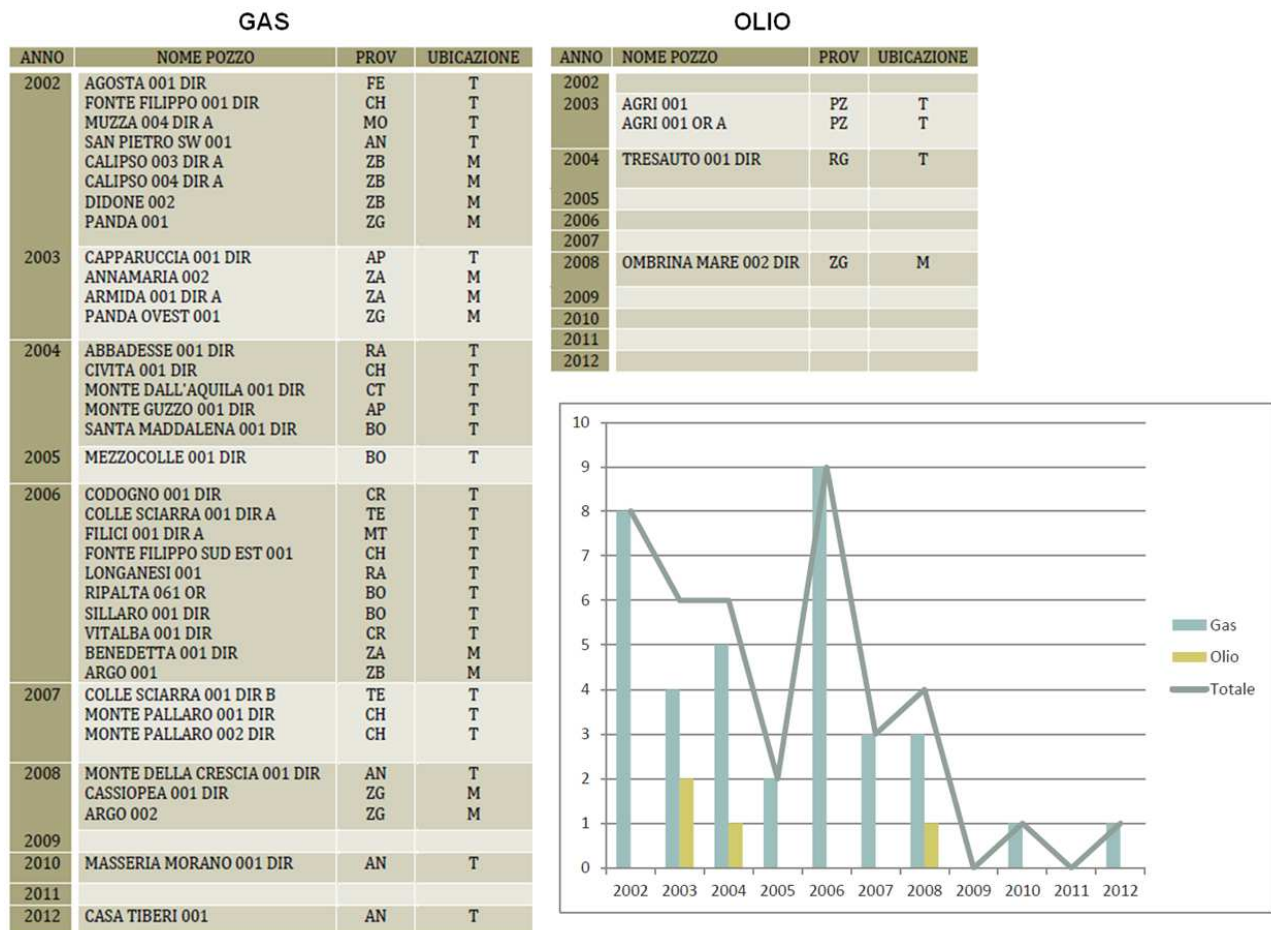 GAS
ANNO NOME POZZO PROV UBICAZIONE
2002 AGOSTA 001 DIR FE T
FONTE FILIPPO 001 DIR CH T
MUZZA 004 DIR A MO T
SAN PIETRO SW 001 AN T
CALIPSO 003 DIR A ZB M
CALIPSO 004 DIR A ZB M
DIDONE 002 ZB M
PANDA 001 ZG M
2003 CAPPARUCCIA 001 DIR AP T
ANNAMARIA 002 ZA M
ARMIDA 001 DIR A ZA M
PANDA OVEST 001 ZG M
2004 ABBADESSE 001 DIR RA T
CIVITA 001 DIR CH T
MONTE DALL'AQUILA 001 DIR CT T
MONTE GUZZO 001 DIR AP T
SANTA MADDALENA 001 DIR BO T
2005 MEZZOCOLLE 001 DIR BO T
2006 CODOGNO 001 DIR CR T
COLLE SCIARRA 001 DIR A TE T
FILICI 001 DIR A MT T
FONTE FILIPPO SUD EST 001 CH T
LONGANESI 001 RA T
RIPALTA 061 OR BO T
SILLARO 001 DIR BO T
VITALBA 001 DIR CR T
BENEDETTA 001 DIR ZA M
ARGO 001 ZB M
2007 COLLE SCIARRA 001 DIR B TE T
MONTE PALLARO 001 DIR CH T
MONTE PALLARO 002 DIR CH T
2008 MONTE DELLA CRESCIA 001 DIR AN T
CASSIOPEA 001 DIR ZG M
ARGO 002 ZG M
2009
2010 MASSERIA MORANO 001 DIR AN T
2011
2012 CASA TIBERI 001 AN T
OLIO
ANNO NOME POZZO PROV UBICAZIONE
2002
2003 AGRI 001 PZ T
AGRI 001 OR A PZ T
2004 TRESAUTO 001 DIR RG T
2005
2006
2007
2008 OMBRINA MARE 002 DIR ZG M
2009
2010
2011
2012
10
9
8
7
6
5
4
3
2
1
0
2002 2003 2004 2005 2006 2007 2008 2009 2010 2011 2012
Gas
Olio
Totale